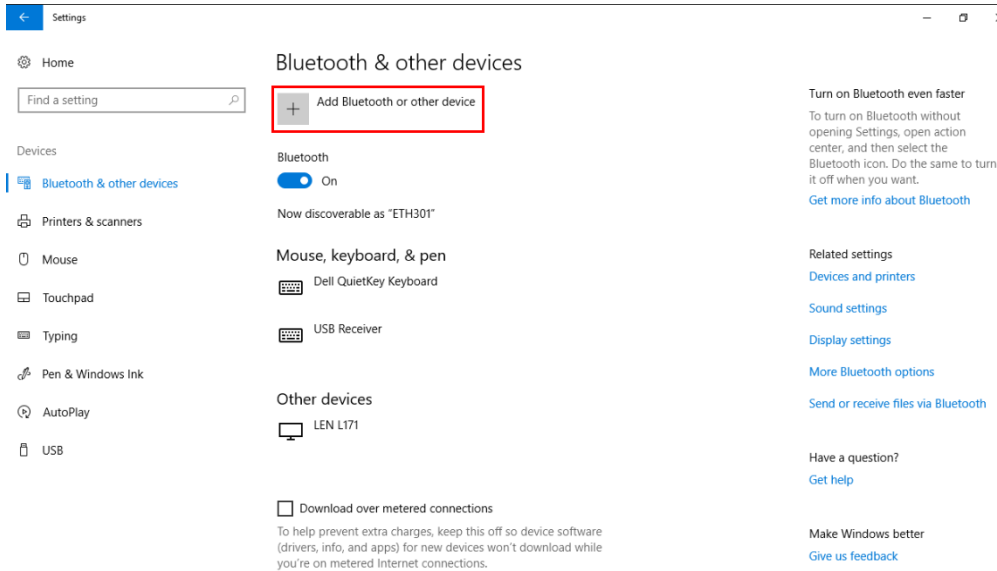 Settings
Home
Find a setting
Devices
Bluetooth & other devices
Printers & scanners
Mouse
Touchpad
Typing
Pen & Windows Ink
AutoPlay
USB
Bluetooth & other devices
Add Bluetooth or other device
Bluetooth
On
Now discoverable as “ETH301”
Mouse, keyboard, & pen
Dell QuietKey Keyboard
USB Receiver
Other devices
LEN L171
Download over metered connections
To help prevent extra charges, keep this off so device software
(drivers, info, and apps) for new devices won’t download while
you’re on metered Internet connections.
Turn on Bluetooth even faster
To turn on Bluetooth without
opening Settings, open action
center, and then select the
Bluetooth icon. Do the same to turn
it off when you want.
Get more info about Bluetooth
Related settings
Devices and printers
Sound settings
Display settings
More Bluetooth options
Send or receive files via Bluetooth
Have a question?
Get help
Make Windows better
Give us feedback